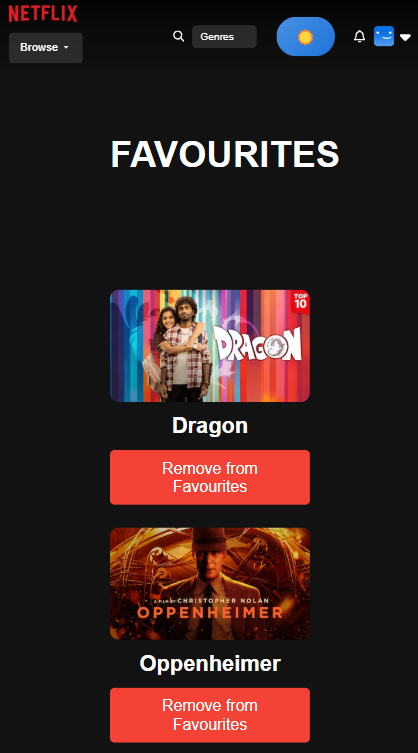 NETFLIX
Browse
Genres
FAVOURITES
TOP
10
DRAGON
Dragon
Remove from
Favourites
A FILM BY CHRISTOPHER NOLAN
OPPENHEIMER
Oppenheimer
Remove from
Favourites